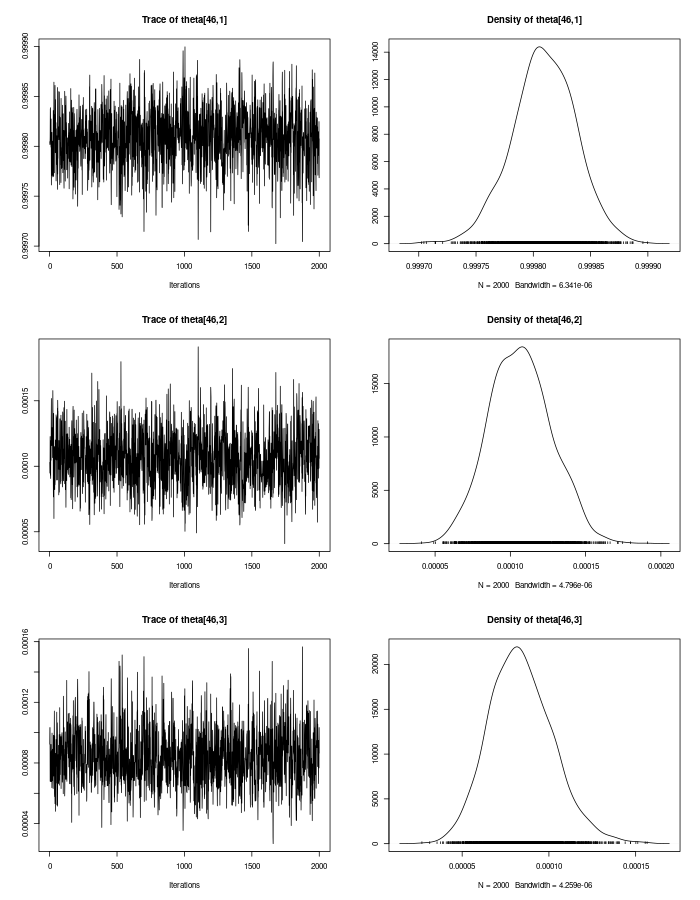 Trace of theta[46,1]
0.99970 0.99975 0.99980 0.99985 0.99990
0 500 1000 1500 2000
Iterations
Density of theta[46,1]
0 2000 4000 6000 8000 10000 12000 14000
0.99970 0.99975 0.99980 0.99985 0.99990
N = 2000 Bandwidth = 6.341e-06
Trace of theta[46,2]
0.00005 0.00010 0.00015
0 500 1000 1500 2000
Iterations
Density of theta[46,2]
0 5000 10000 15000
0.00005 0.00010 0.00015 0.00020
N = 2000 Bandwidth = 4.796e-06
Trace of theta[46,3]
0.00004 0.00008 0.00012 0.00016
0 500 1000 1500 2000
Iterations
Density of theta[46,3]
0 5000 10000 15000 20000
0.00005 0.00010 0.00015
N = 2000 Bandwidth = 4.259e-06